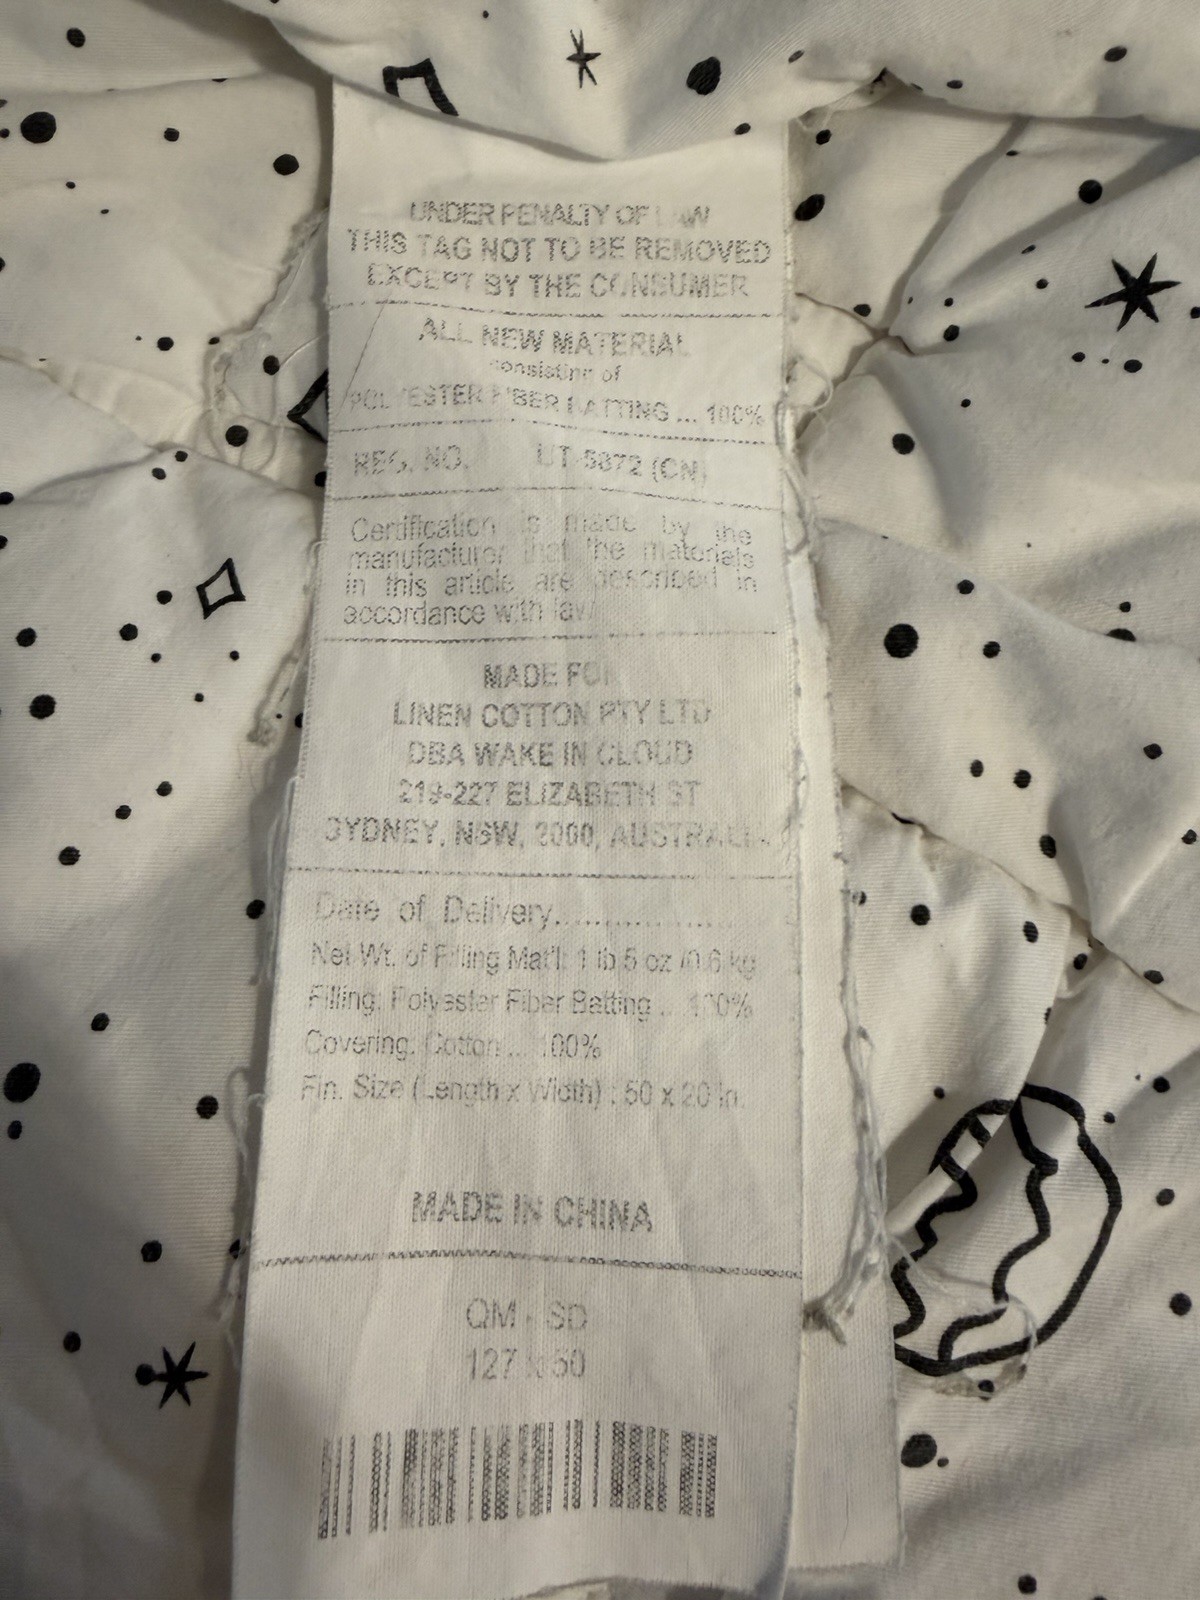 UNDER PENALTY OF LAW
THIS TAG NOT TO BE REMOVED
EXCEPT BY THE CONSUMER
ALL NEW MATERIAL
consisting of
POLYESTER FIBER BATTING ... 100%
REG. NO. UT-5872 (CN)
Certification is made by the
manufacturer that the materials
in this article are described in
accordance with law
MADE FOR
LINEN COTTON PTY LTD
DBA WAKE IN CLOUD
219-227 ELIZABETH ST
SYDNEY, NSW, 2000, AUSTRALIA
Date of Delivery..................
Net Wt. of Filling Mat'l: 1 lb 5 oz /0.6 kg
Filling: Polyester Fiber Batting ... 100%
Covering: Cotton ... 100%
Fin. Size (Length x Width) : 50 x 20 in.
MADE IN CHINA
QM - SD
127 x 50